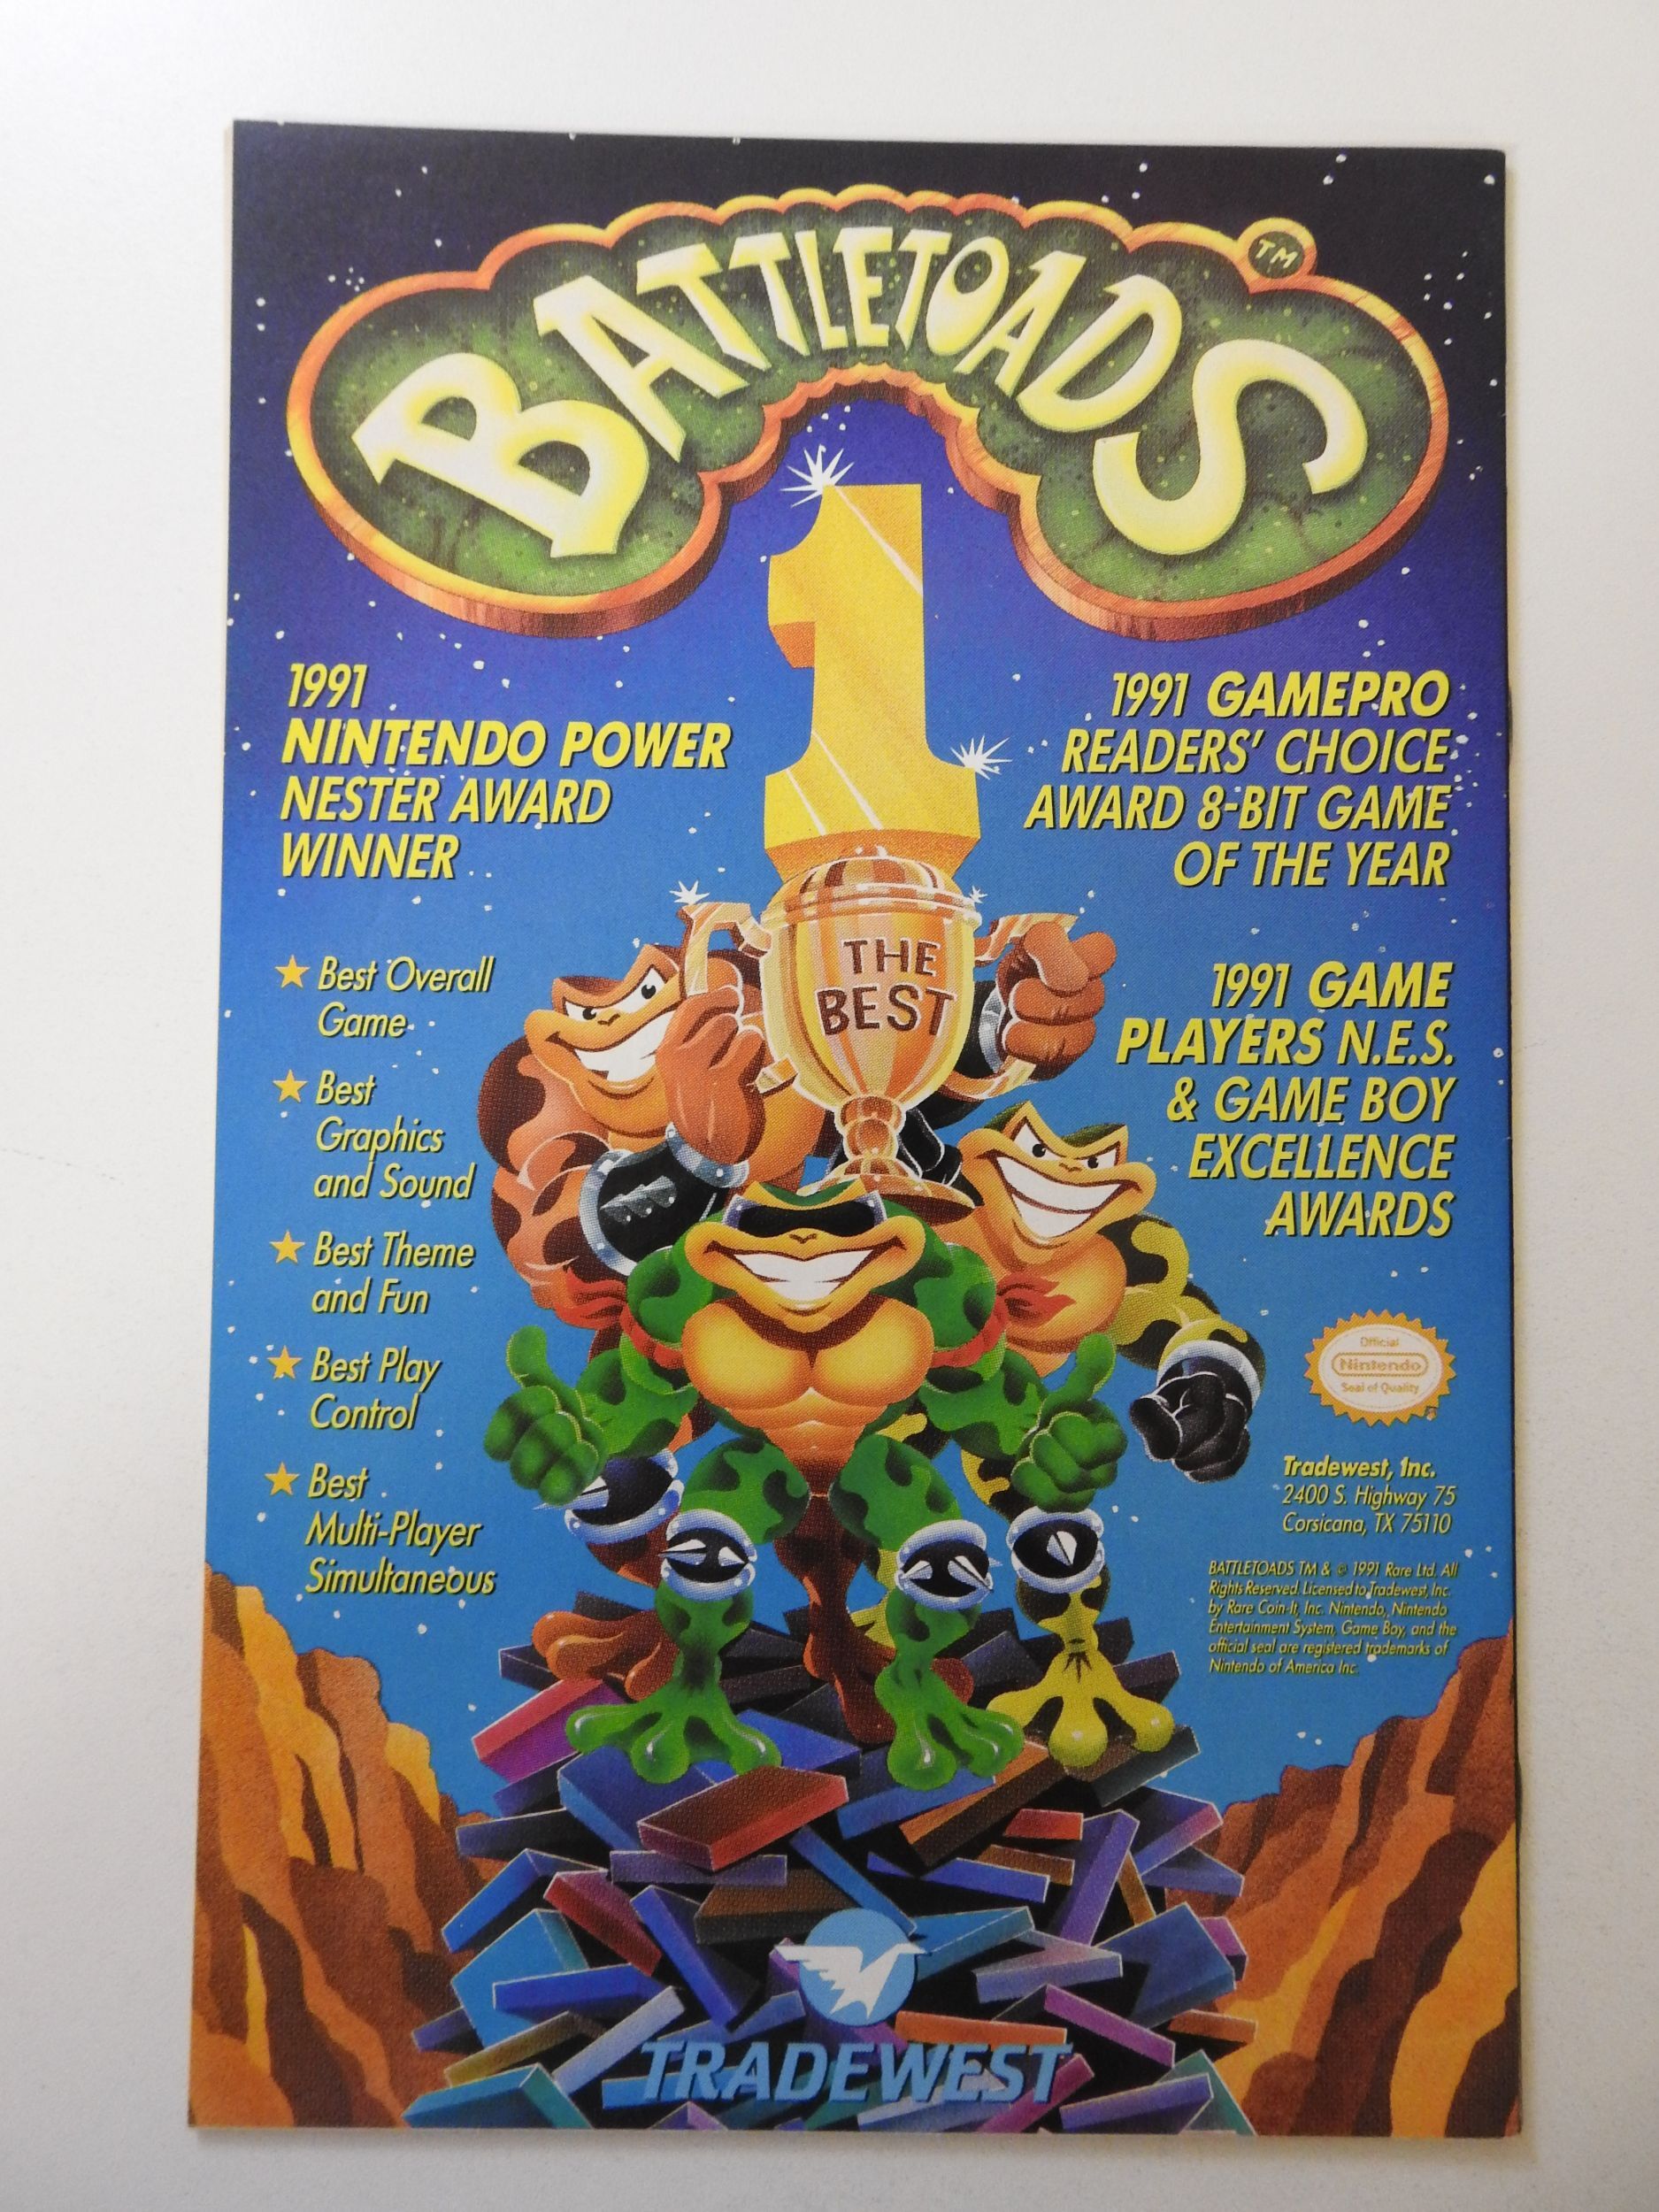 BATTLETOADS™
1991
NINTENDO POWER
NESTER AWARD
WINNER
★ Best Overall
Game
★ Best
Graphics
and Sound
★ Best Theme
and Fun
★ Best Play
Control
★ Best
Multi-Player
Simultaneous
THE
BEST
1991 GAMEPRO
READERS' CHOICE
AWARD 8-BIT GAME
OF THE YEAR
1991 GAME
PLAYERS N.E.S.
& GAME BOY
EXCELLENCE
AWARDS
Official
Nintendo
Seal of Quality
Tradewest, Inc.
2400 S. Highway 75
Corsicana, TX 75110
BATTLETOADS TM & © 1991 Rare Ltd. All
Rights Reserved. Licensed to Tradewest, Inc.
by Rare Coin-It, Inc. Nintendo, Nintendo
Entertainment System, Game Boy, and the
official seal are registered trademarks of
Nintendo of America Inc.
TRADEWEST